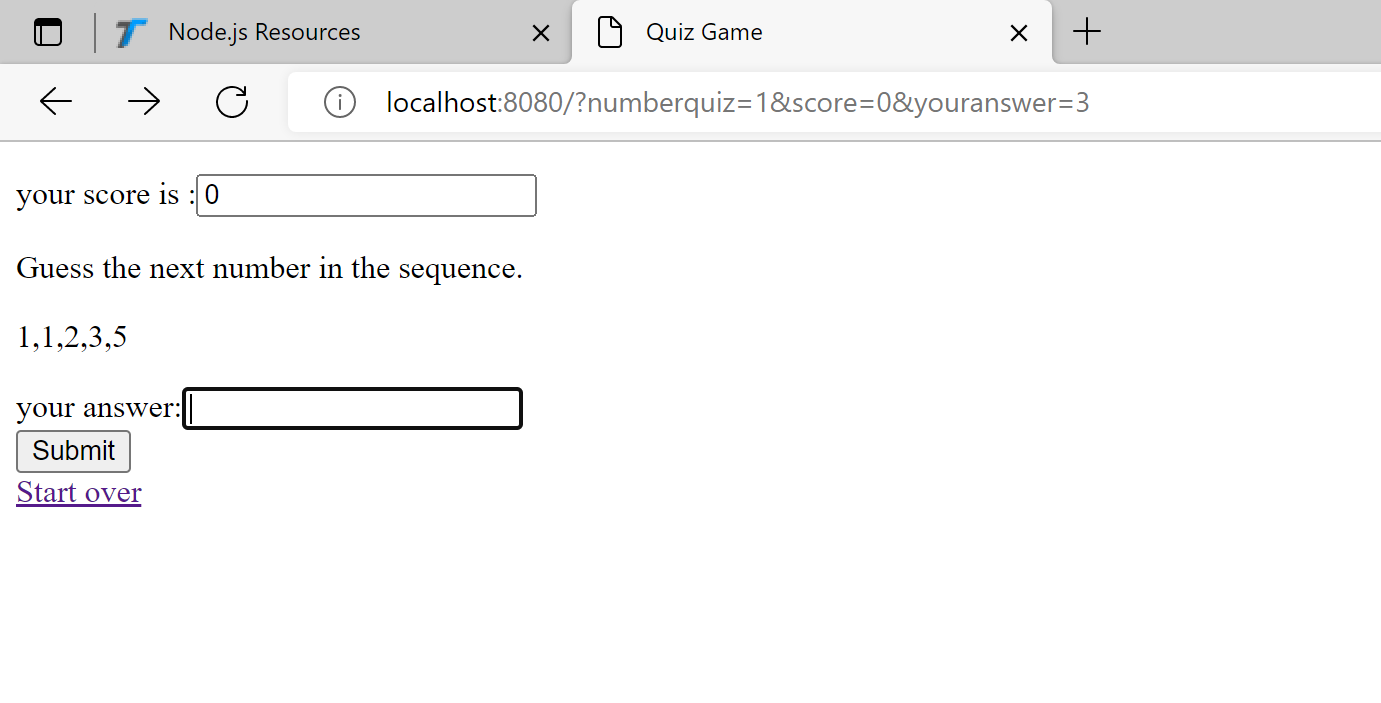 Node.js Resources
Quiz Game
localhost:8080/?numberquiz=1&score=0&youranswer=3
your score is :0
Guess the next number in the sequence.
1,1,2,3,5
your answer:
Submit
Start over